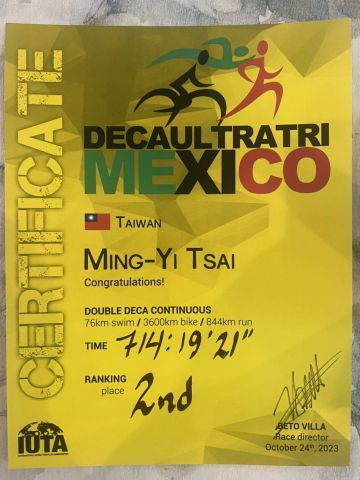 CERTIFICATE
DECAULTRATRI
MEXICO
TAIWAN
MING-YI TSAI
Congratulations!
DOUBLE DECA CONTINUOUS
76km swim / 3600km bike / 844km run
TIME 714:19'21"
RANKING
place 2nd
BETO VILLA
Race director
October 24th, 2023
IUTA